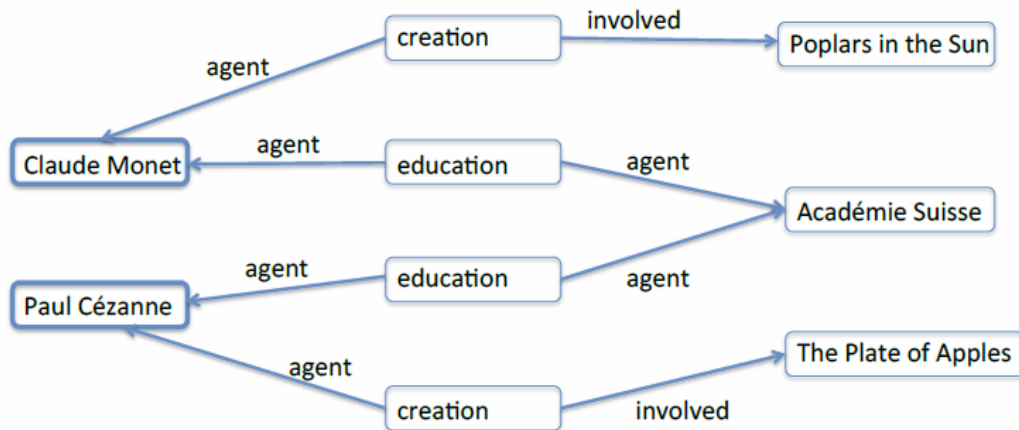 involved
creation
Poplars in the Sun
agent
agent
Claude Monet
education
agent
Académie Suisse
agent
education
agent
Paul Cézanne
The Plate of Apples
agent
creation
involved